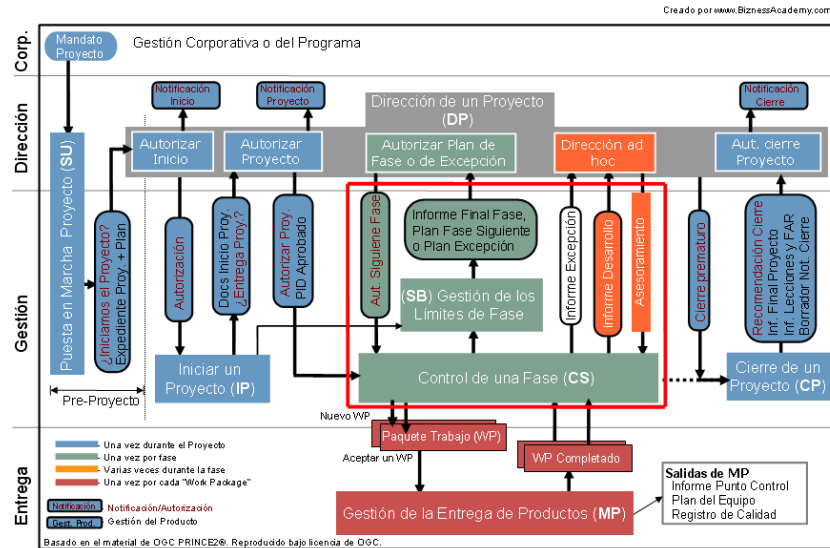 Creado por www.BiznessAcademy.com
Corp.
Mandato
Proyecto
Gestión Corporativa o del Programa
Dirección
Notificación
Inicio
Notificación
Proyecto
Dirección de un Proyecto
(DP)
Notificación
Cierre
Autorizar
Inicio
Autorizar
Proyecto
Autorizar Plan de
Fase o de Excepción
Dirección ad
hoc
Aut. cierre
Proyecto
Gestión
Puesta en Marcha Proyecto (SU)
¿Iniciamos el Proyecto?
Expediente Proy. + Plan
Autorización
Docs Inicio Proy.
¿Entrega Proy.?
Autorizar Proy.
PID Aprobado
Aut. Siguiene Fase
Informe Final Fase,
Plan Fase Siguiente
o Plan Excepción
Informe Excepción
Informe Desarrollo
Asesoramiento
Cierre prematuro
Recomendación Cierre
Inf. Final Proyecto
Inf. Lecciones y FAR
Borrador Not. Cierre
(SB) Gestión de los
Límites de Fase
Iniciar un
Proyecto (IP)
Control de una Fase (CS)
Cierre de un
Proyecto (CP)
Pre-Proyecto
Nuevo WP
Entrega
Una vez durante el Proyecto
Una vez por fase
Varias veces durante la fase
Una vez por cada "Work Package"
Paquete Trabajo (WP)
Aceptar un WP
WP Completado
Salidas de MP
Informe Punto Control
Plan del Equipo
Registro de Calidad
Gestión de la Entrega de Productos (MP)
Notificación
Notificación/Autorización
Gest. Prod.
Gestión del Producto
Basado en el material de OGC PRINCE2®. Reproducido bajo licencia de OGC.